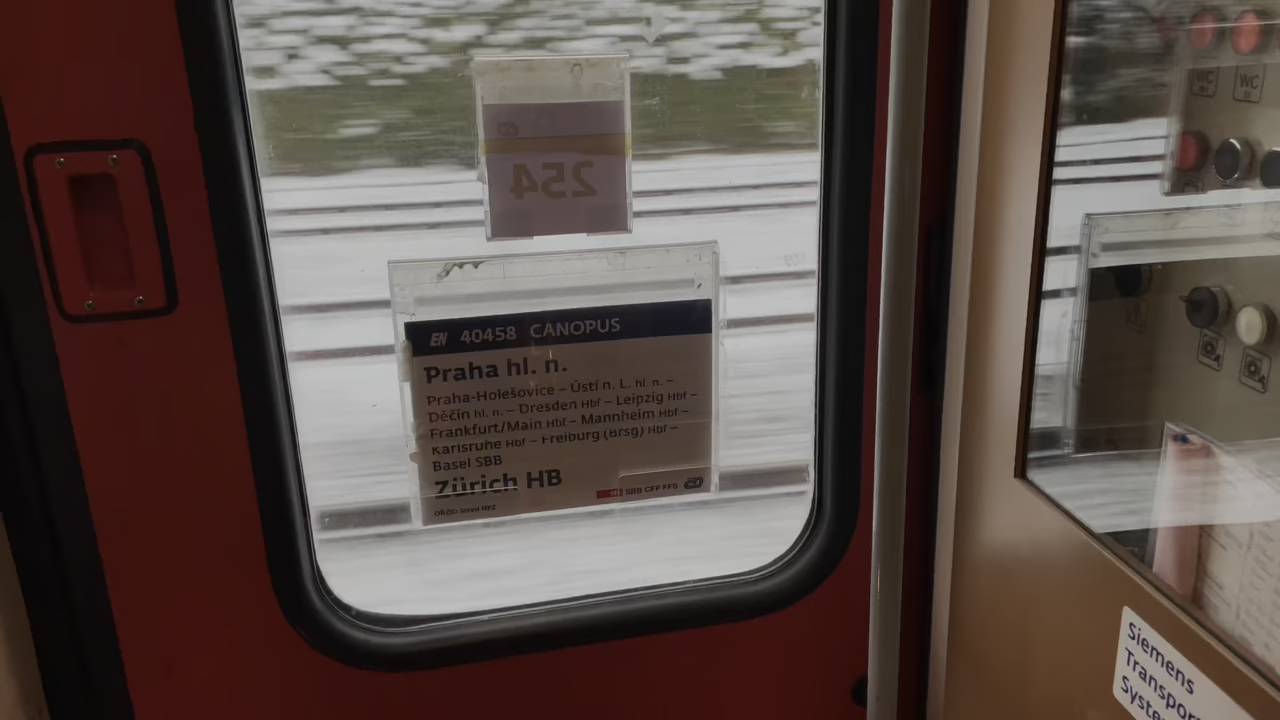 254
EN 40458 CANOPUS
Praha hl. n.
Praha-Holešovice – Ústí n. L. hl. n. –
Děčín hl. n. – Dresden Hbf – Leipzig Hbf –
Frankfurt/Main Hbf – Mannheim Hbf –
Karlsruhe Hbf – Freiburg (Brsg) Hbf –
Basel SBB
Zürich HB
SBB CFF FFS
WC
WC
Siemens
Transpor
Syste